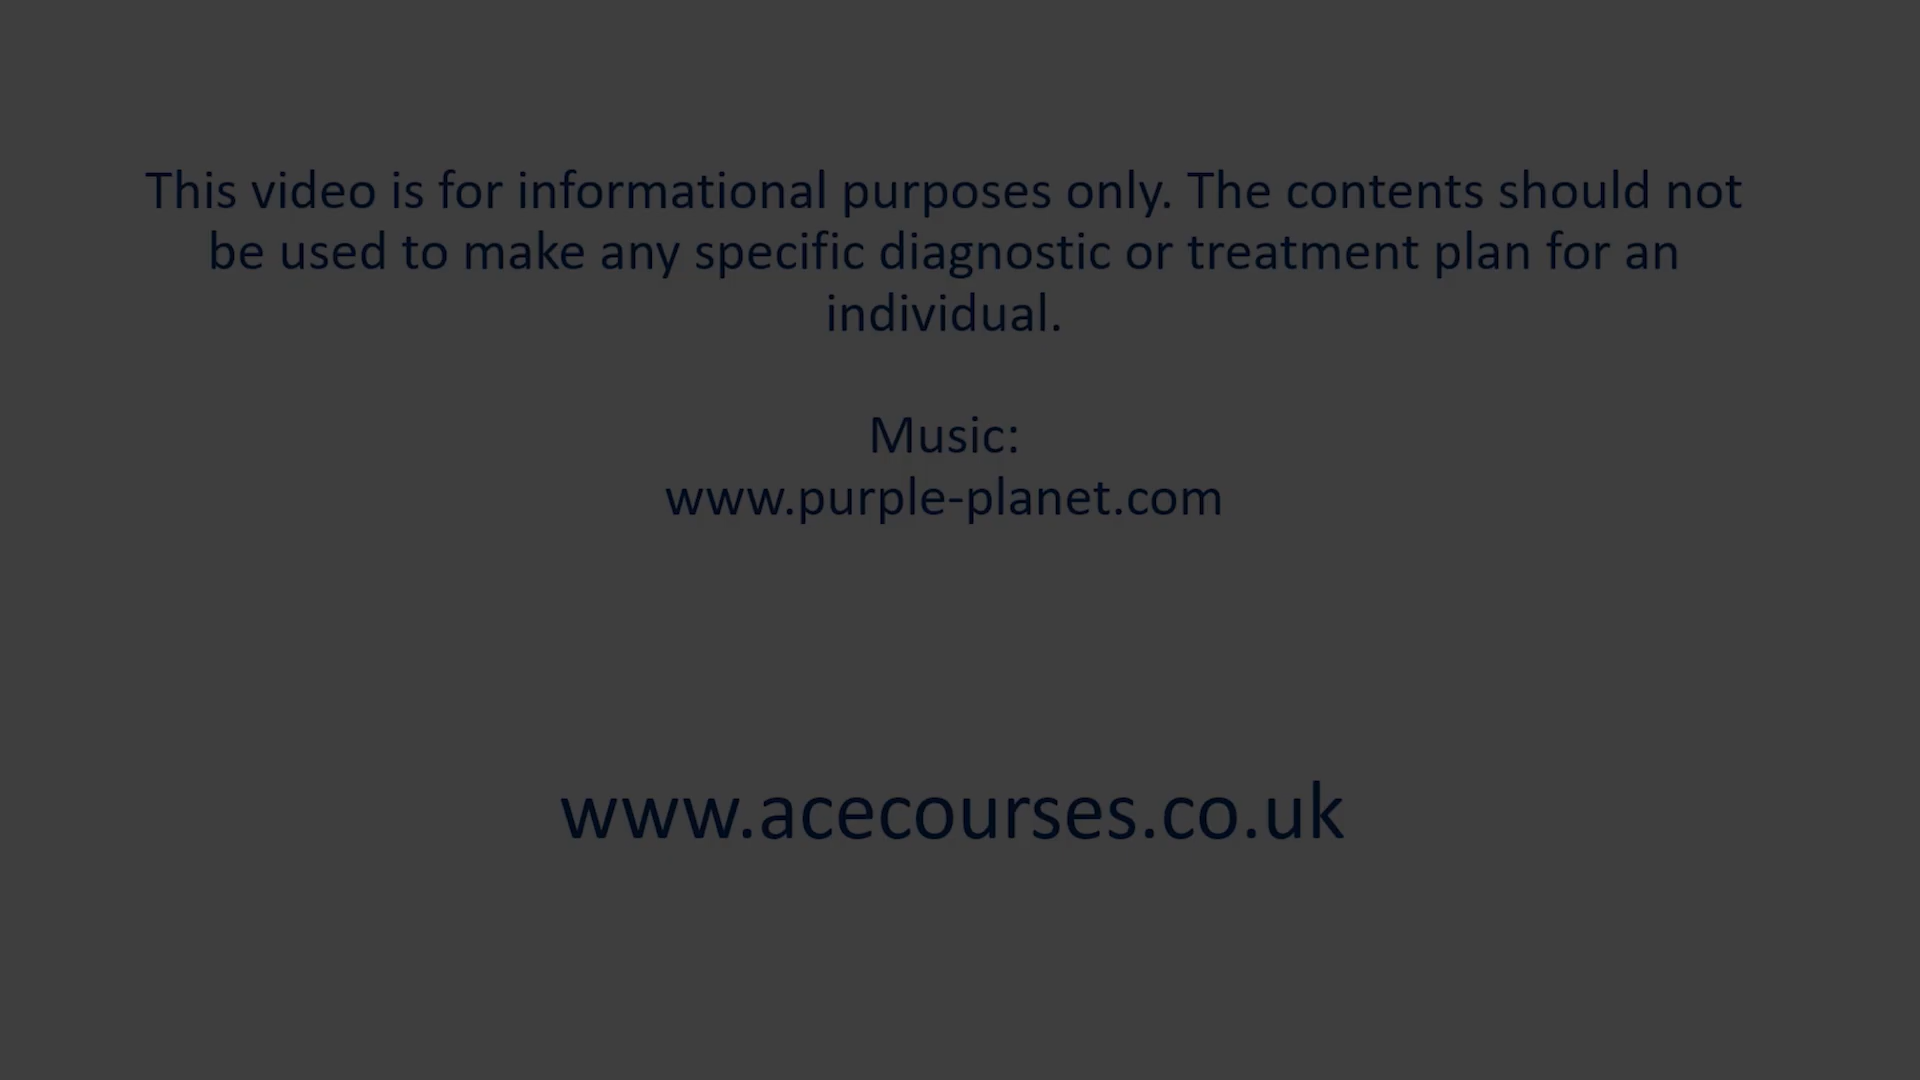 This video is for informational purposes only. The contents should not
be used to make any specific diagnostic or treatment plan for an
individual.
Music:
www.purple-planet.com
www.acecourses.co.uk